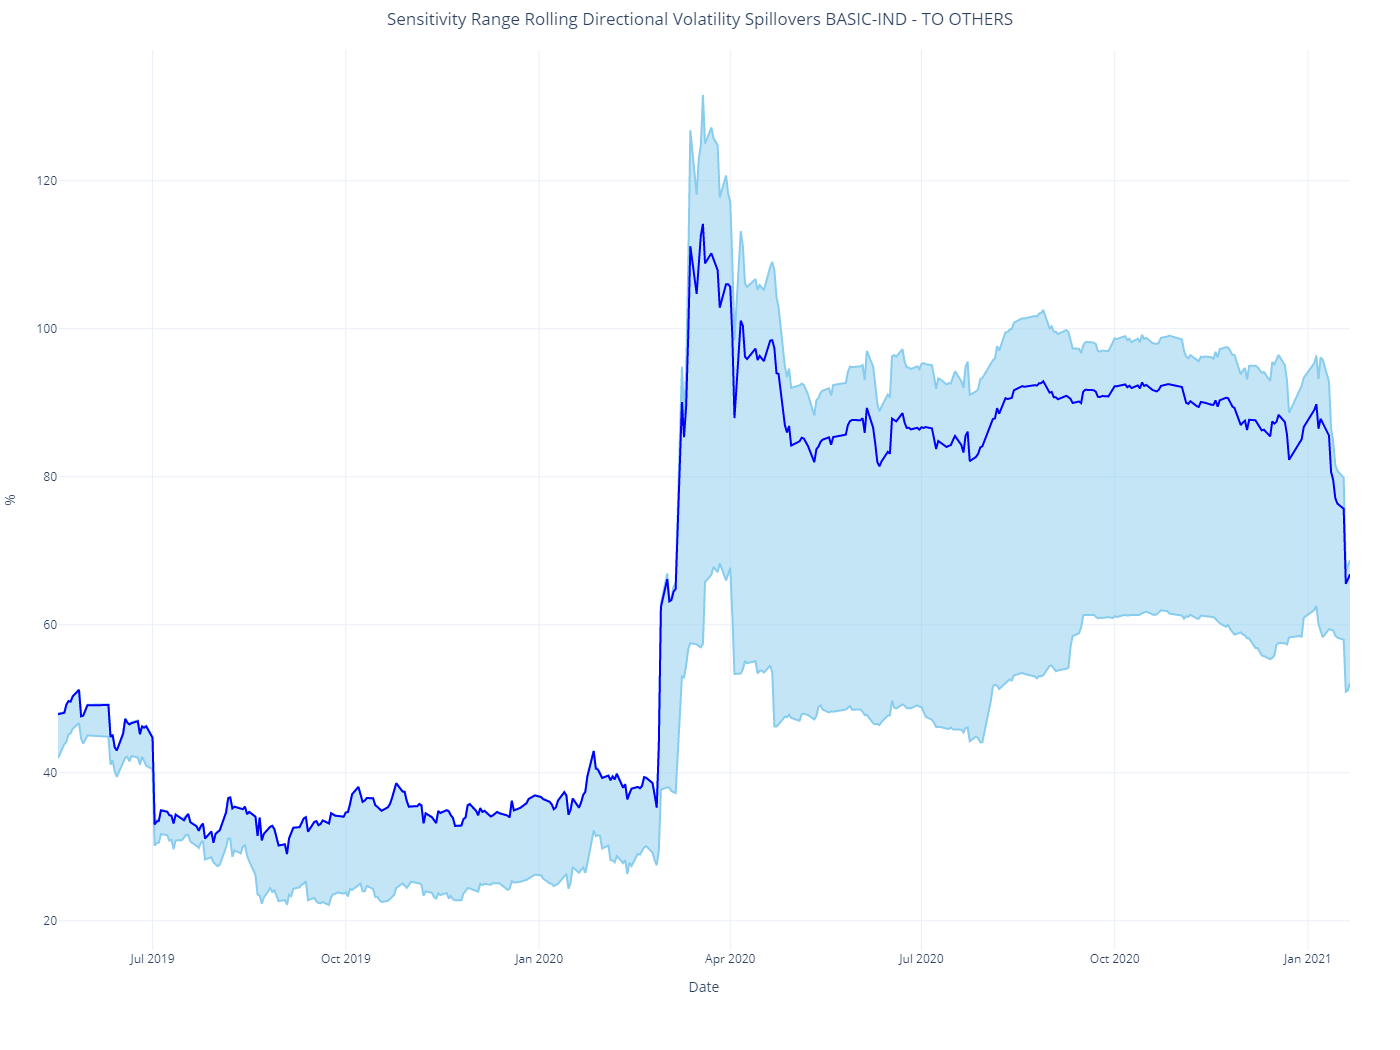 Sensitivity Range Rolling Directional Volatility Spillovers BASIC-IND - TO OTHERS
120
100
80
60
40
20
%
Jul 2019
Oct 2019
Jan 2020
Apr 2020
Jul 2020
Oct 2020
Jan 2021
Date